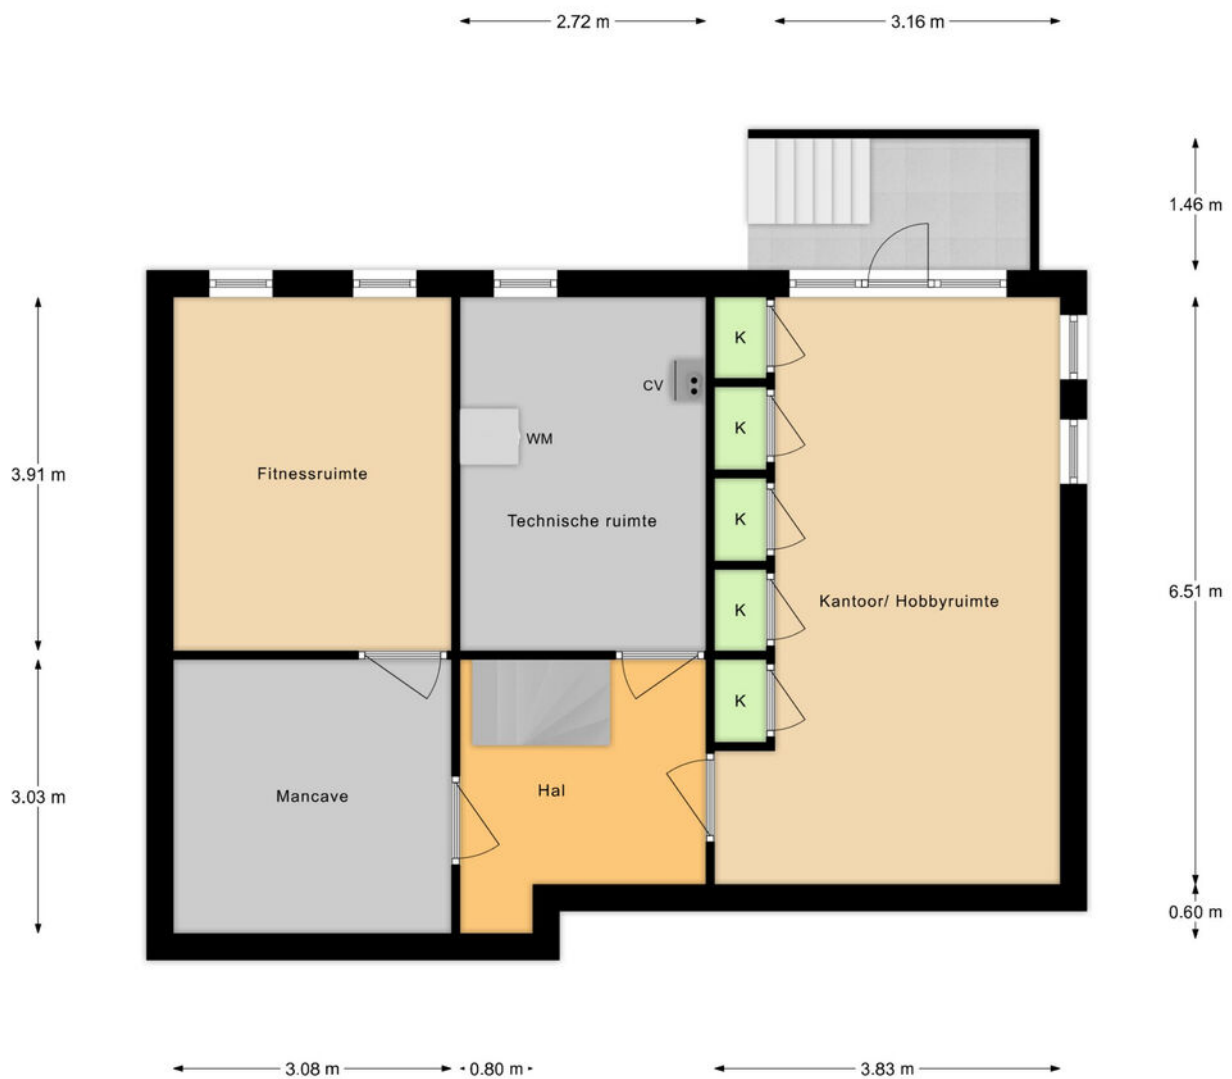 2.72 m
3.16 m
1.46 m
K
CV
K
WM
Fitnessruimte
3.91 m
Technische ruimte
K
6.51 m
Kantoor/ Hobbyruimte
K
K
Hal
Mancave
3.03 m
0.60 m
3.08 m
0.80 m
3.83 m